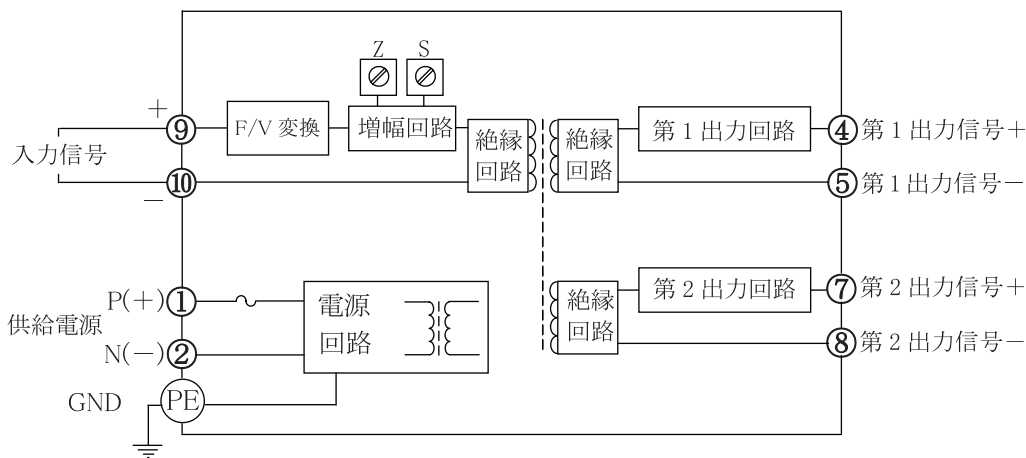 Z
S
+
⑨
F/V 変換
増幅回路
絶縁
回路
絶縁
回路
第1出力回路
④
第1出力信号+
入力信号
⑩
−
⑤
第1出力信号−
P(+)
①
電源
回路
絶縁
回路
第2出力回路
⑦
第2出力信号+
供給電源
N(−)
②
⑧
第2出力信号−
GND
PE